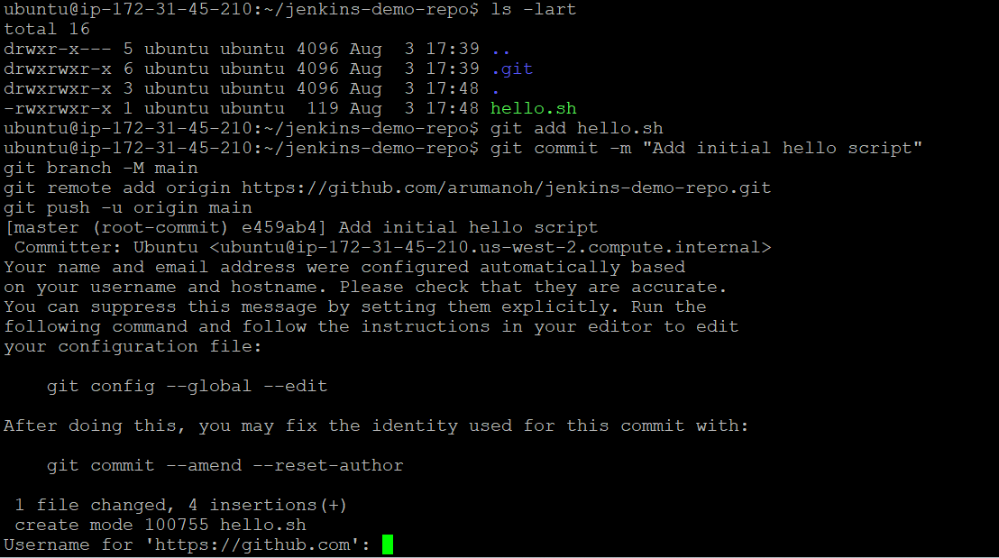 ubuntu@ip-172-31-45-210:~/jenkins-demo-repo$ ls -lart
total 16
drwxr-x--- 5 ubuntu ubuntu 4096 Aug  3 17:39 ..
drwxrwxr-x 6 ubuntu ubuntu 4096 Aug  3 17:39 .git
drwxrwxr-x 3 ubuntu ubuntu 4096 Aug  3 17:48 .
-rwxrwxr-x 1 ubuntu ubuntu  119 Aug  3 17:48 hello.sh
ubuntu@ip-172-31-45-210:~/jenkins-demo-repo$ git add hello.sh
ubuntu@ip-172-31-45-210:~/jenkins-demo-repo$ git commit -m "Add initial hello script"
git branch -M main
git remote add origin https://github.com/arumanoh/jenkins-demo-repo.git
git push -u origin main
[master (root-commit) e459ab4] Add initial hello script
 Committer: Ubuntu <ubuntu@ip-172-31-45-210.us-west-2.compute.internal>
Your name and email address were configured automatically based
on your username and hostname. Please check that they are accurate.
You can suppress this message by setting them explicitly. Run the
following command and follow the instructions in your editor to edit
your configuration file:

    git config --global --edit

After doing this, you may fix the identity used for this commit with:

    git commit --amend --reset-author

 1 file changed, 4 insertions(+)
 create mode 100755 hello.sh
Username for 'https://github.com':